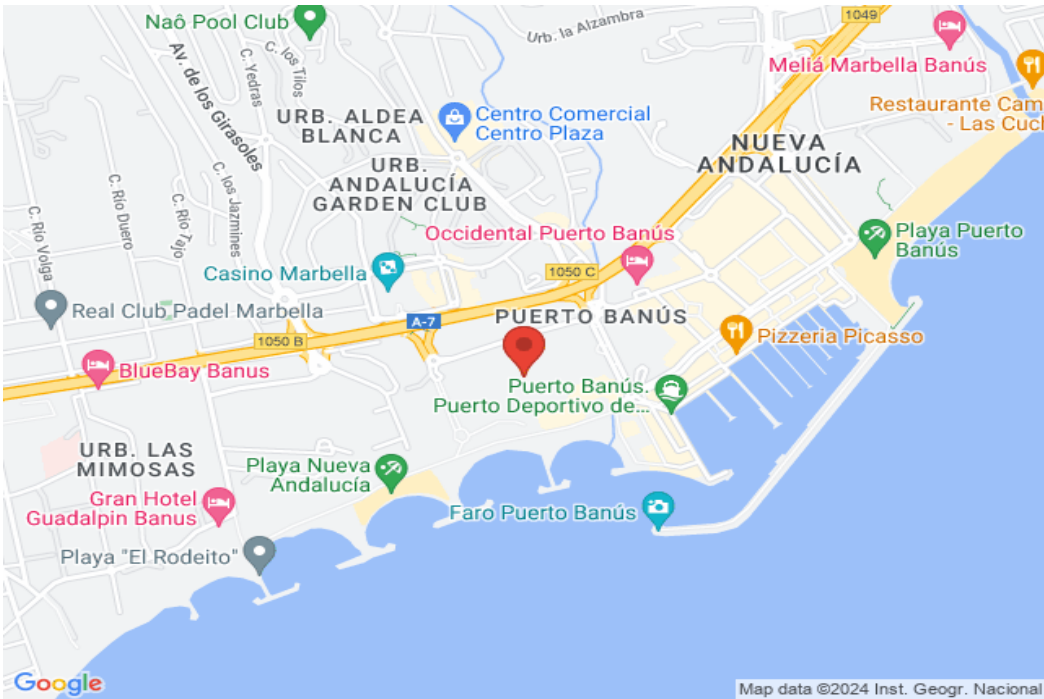 Naô Pool Club
1049
Urb. la Alzambra
Meliá Marbella Banús
Av. de los Girasoles
C. los Tilos
C. Yedras
Restaurante Cam
- Las Cuch
URB. ALDEA
BLANCA
Centro Comercial
Centro Plaza
NUEVA
ANDALUCÍA
URB.
ANDALUCÍA
GARDEN CLUB
C. los Jazmines
C. Río Tajo
C. Río Duero
C. Río Volga
Occidental Puerto Banús
Playa Puerto
Banús
Casino Marbella
1050 C
Real Club Padel Marbella
A-7
PUERTO BANÚS
1050 B
Pizzeria Picasso
BlueBay Banus
Puerto Banús.
Puerto Deportivo de...
URB. LAS
MIMOSAS
Playa Nueva
Andalucía
Gran Hotel
Guadalpin Banus
Faro Puerto Banús
Playa "El Rodeito"
Google
Map data ©2024 Inst. Geogr. Nacional